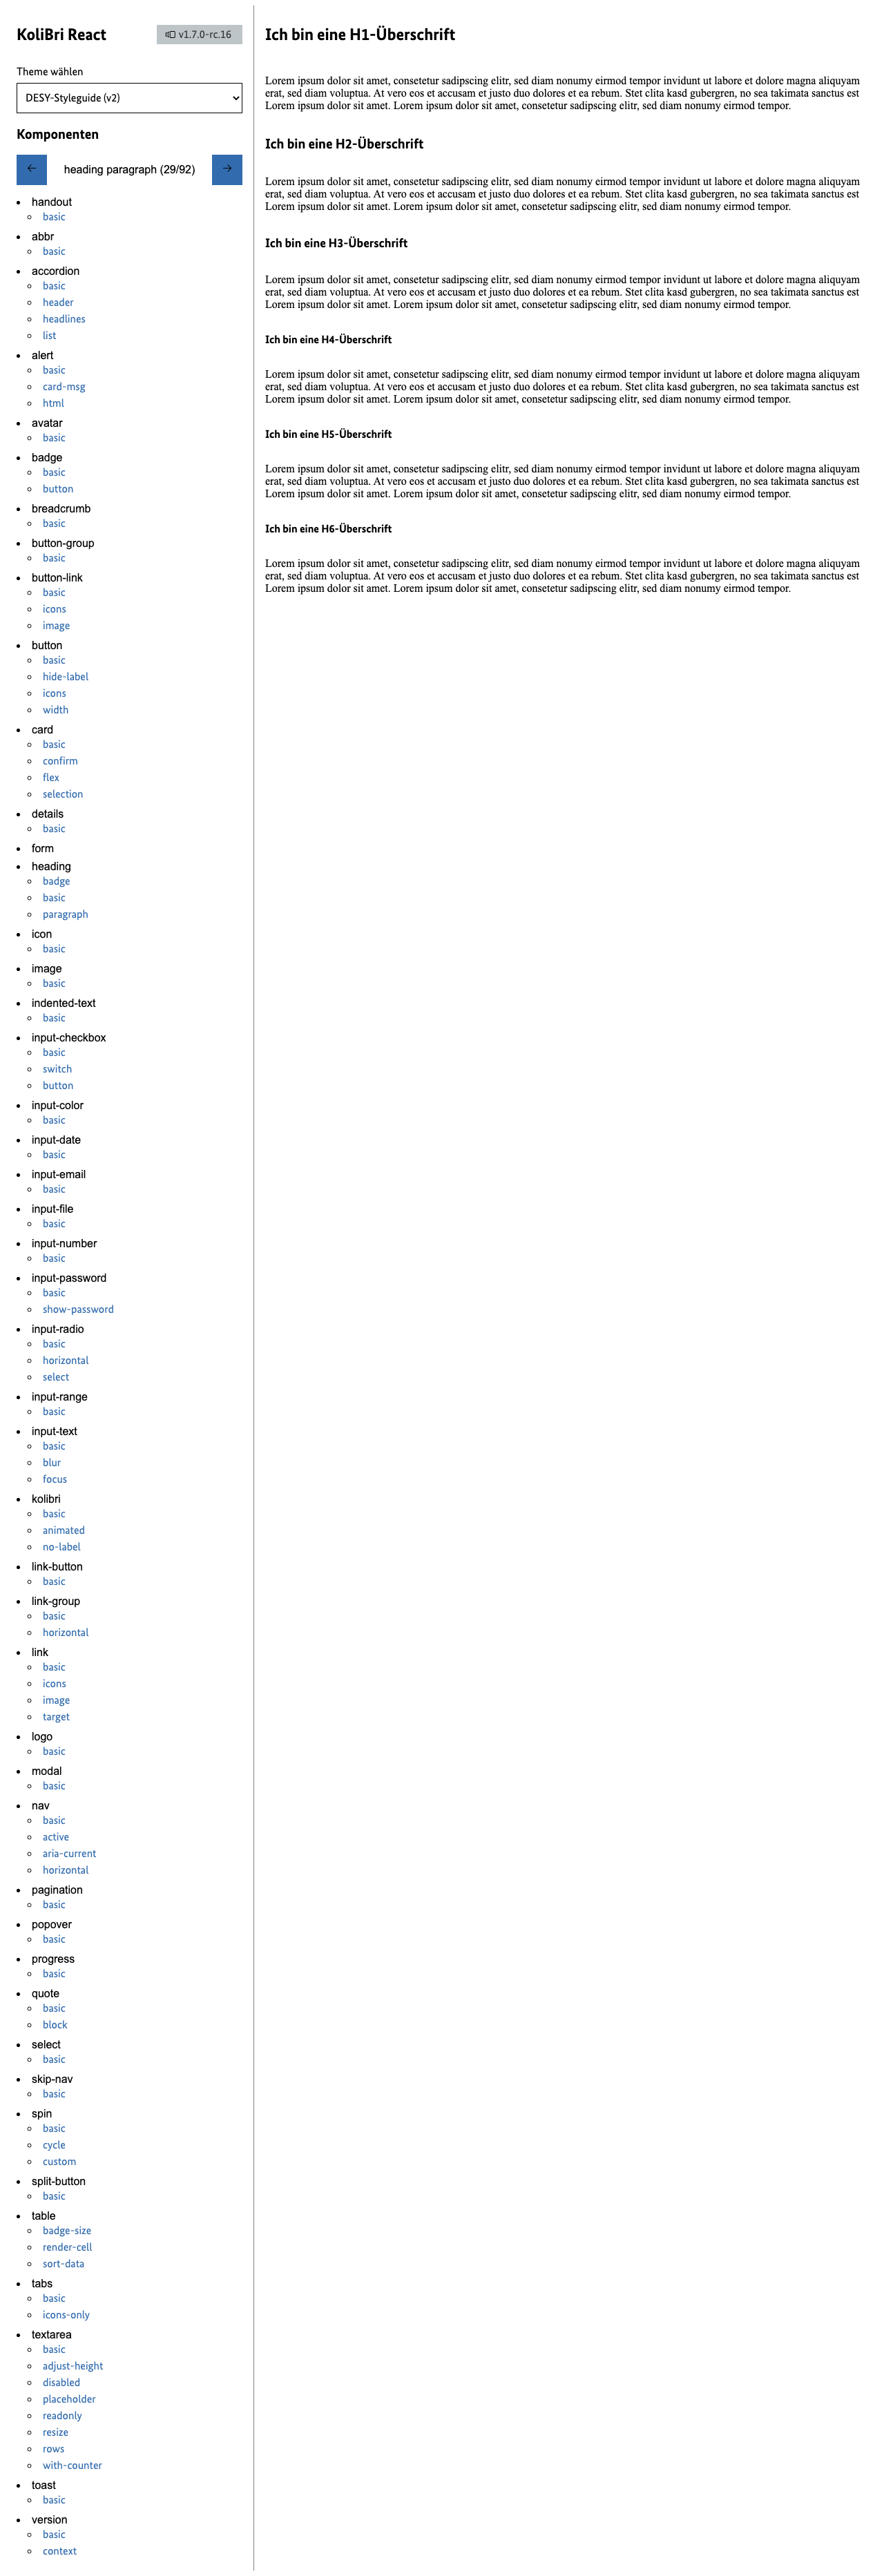 KoliBri React
v1.7.0-rc.16
Theme wählen
DESY-Styleguide (v2)
Komponenten
heading paragraph (29/92)
handout
basic
abbr
basic
accordion
basic
header
headlines
list
alert
basic
card-msg
html
avatar
basic
badge
basic
button
breadcrumb
basic
button-group
basic
button-link
basic
icons
image
button
basic
hide-label
icons
width
card
basic
confirm
flex
selection
details
basic
form
heading
badge
basic
paragraph
icon
basic
image
basic
indented-text
basic
input-checkbox
basic
switch
button
input-color
basic
input-date
basic
input-email
basic
input-file
basic
input-number
basic
input-password
basic
show-password
input-radio
basic
horizontal
select
input-range
basic
input-text
basic
blur
focus
kolibri
basic
animated
no-label
link-button
basic
link-group
basic
horizontal
link
basic
icons
image
target
logo
basic
modal
basic
nav
basic
active
aria-current
horizontal
pagination
basic
popover
basic
progress
basic
quote
basic
block
select
basic
skip-nav
basic
spin
basic
cycle
custom
split-button
basic
table
badge-size
render-cell
sort-data
tabs
basic
icons-only
textarea
basic
adjust-height
disabled
placeholder
readonly
resize
rows
with-counter
toast
basic
version
basic
context
Ich bin eine H1-Überschrift
Lorem ipsum dolor sit amet, consetetur sadipscing elitr, sed diam nonumy eirmod tempor invidunt ut labore et dolore magna aliquyam
erat, sed diam voluptua. At vero eos et accusam et justo duo dolores et ea rebum. Stet clita kasd gubergren, no sea takimata sanctus est
Lorem ipsum dolor sit amet. Lorem ipsum dolor sit amet, consetetur sadipscing elitr, sed diam nonumy eirmod tempor.
Ich bin eine H2-Überschrift
Lorem ipsum dolor sit amet, consetetur sadipscing elitr, sed diam nonumy eirmod tempor invidunt ut labore et dolore magna aliquyam
erat, sed diam voluptua. At vero eos et accusam et justo duo dolores et ea rebum. Stet clita kasd gubergren, no sea takimata sanctus est
Lorem ipsum dolor sit amet. Lorem ipsum dolor sit amet, consetetur sadipscing elitr, sed diam nonumy eirmod tempor.
Ich bin eine H3-Überschrift
Lorem ipsum dolor sit amet, consetetur sadipscing elitr, sed diam nonumy eirmod tempor invidunt ut labore et dolore magna aliquyam
erat, sed diam voluptua. At vero eos et accusam et justo duo dolores et ea rebum. Stet clita kasd gubergren, no sea takimata sanctus est
Lorem ipsum dolor sit amet. Lorem ipsum dolor sit amet, consetetur sadipscing elitr, sed diam nonumy eirmod tempor.
Ich bin eine H4-Überschrift
Lorem ipsum dolor sit amet, consetetur sadipscing elitr, sed diam nonumy eirmod tempor invidunt ut labore et dolore magna aliquyam
erat, sed diam voluptua. At vero eos et accusam et justo duo dolores et ea rebum. Stet clita kasd gubergren, no sea takimata sanctus est
Lorem ipsum dolor sit amet. Lorem ipsum dolor sit amet, consetetur sadipscing elitr, sed diam nonumy eirmod tempor.
Ich bin eine H5-Überschrift
Lorem ipsum dolor sit amet, consetetur sadipscing elitr, sed diam nonumy eirmod tempor invidunt ut labore et dolore magna aliquyam
erat, sed diam voluptua. At vero eos et accusam et justo duo dolores et ea rebum. Stet clita kasd gubergren, no sea takimata sanctus est
Lorem ipsum dolor sit amet. Lorem ipsum dolor sit amet, consetetur sadipscing elitr, sed diam nonumy eirmod tempor.
Ich bin eine H6-Überschrift
Lorem ipsum dolor sit amet, consetetur sadipscing elitr, sed diam nonumy eirmod tempor invidunt ut labore et dolore magna aliquyam
erat, sed diam voluptua. At vero eos et accusam et justo duo dolores et ea rebum. Stet clita kasd gubergren, no sea takimata sanctus est
Lorem ipsum dolor sit amet. Lorem ipsum dolor sit amet, consetetur sadipscing elitr, sed diam nonumy eirmod tempor.